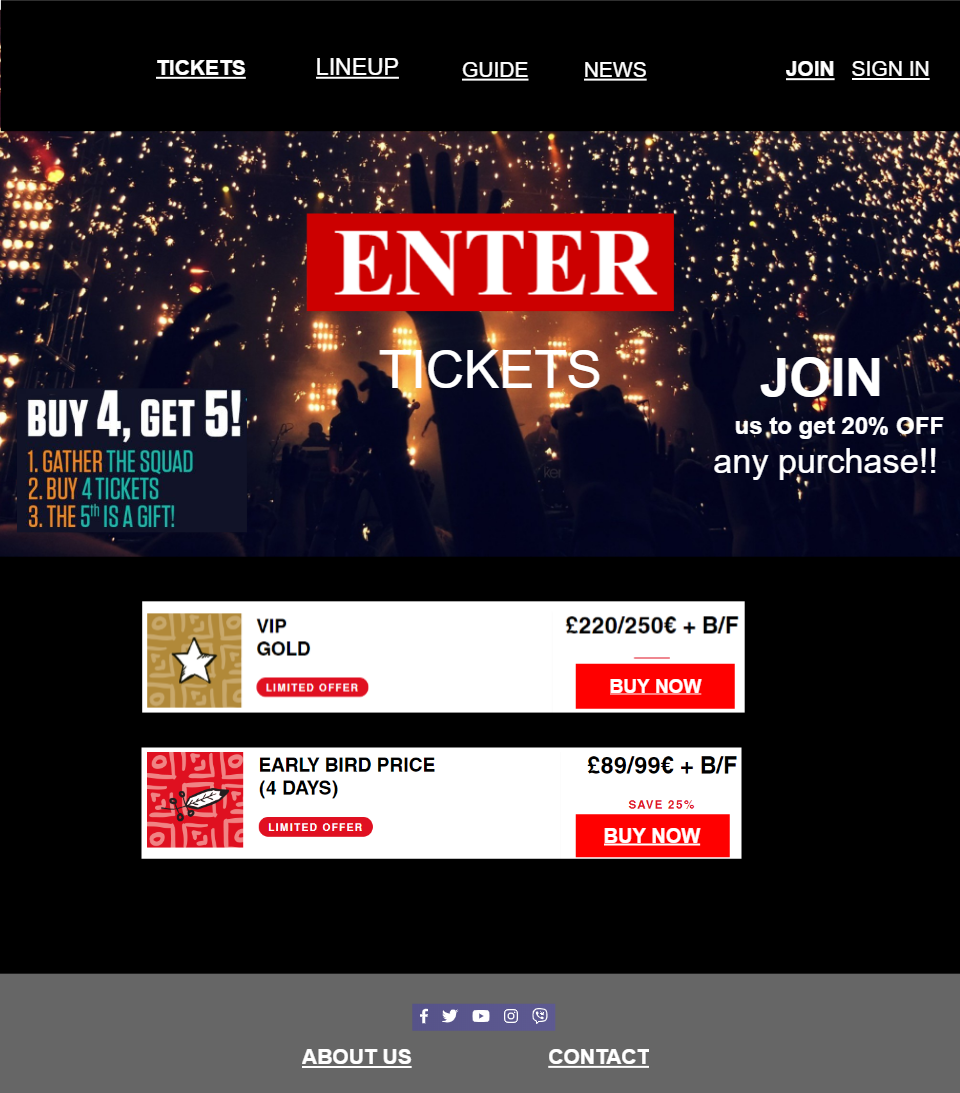 TICKETS LINEUP GUIDE NEWS JOIN SIGN IN
ENTER
TICKETS
BUY 4, GET 5!
1. GATHER THE SQUAD
2. BUY 4 TICKETS
3. THE 5th IS A GIFT!
JOIN
us to get 20% OFF
any purchase!!
VIP
GOLD
LIMITED OFFER
£220/250€ + B/F
BUY NOW
EARLY BIRD PRICE
(4 DAYS)
LIMITED OFFER
£89/99€ + B/F
SAVE 25%
BUY NOW
ABOUT US CONTACT